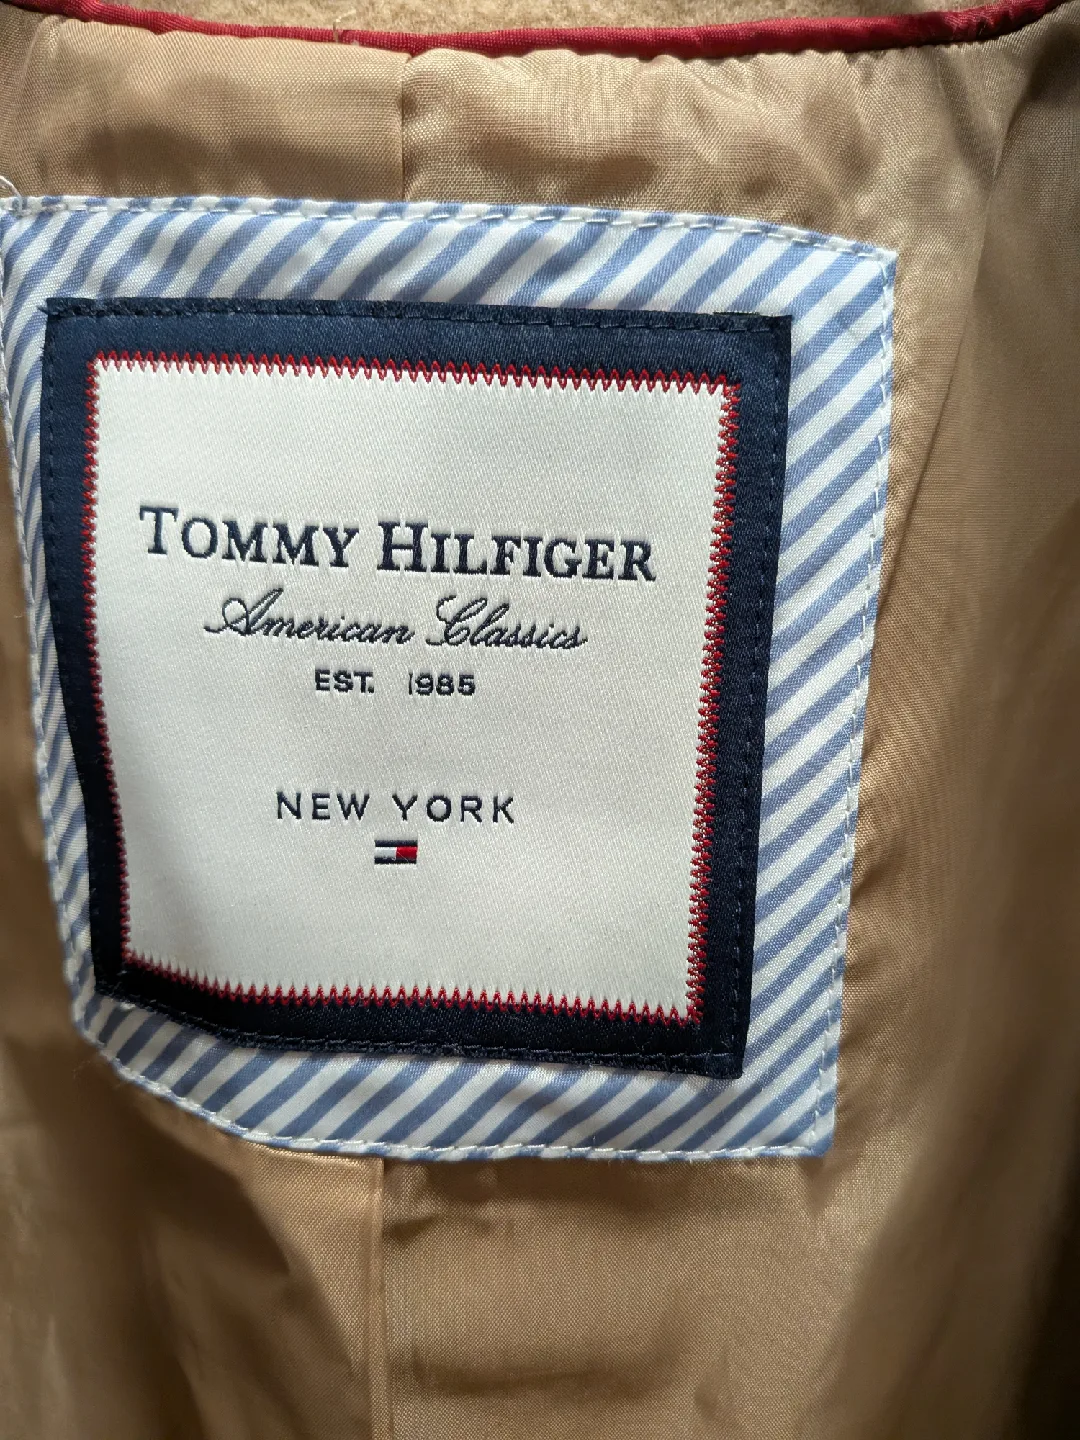 TOMMY HILFIGER
American Classics
EST. 1985
NEW YORK